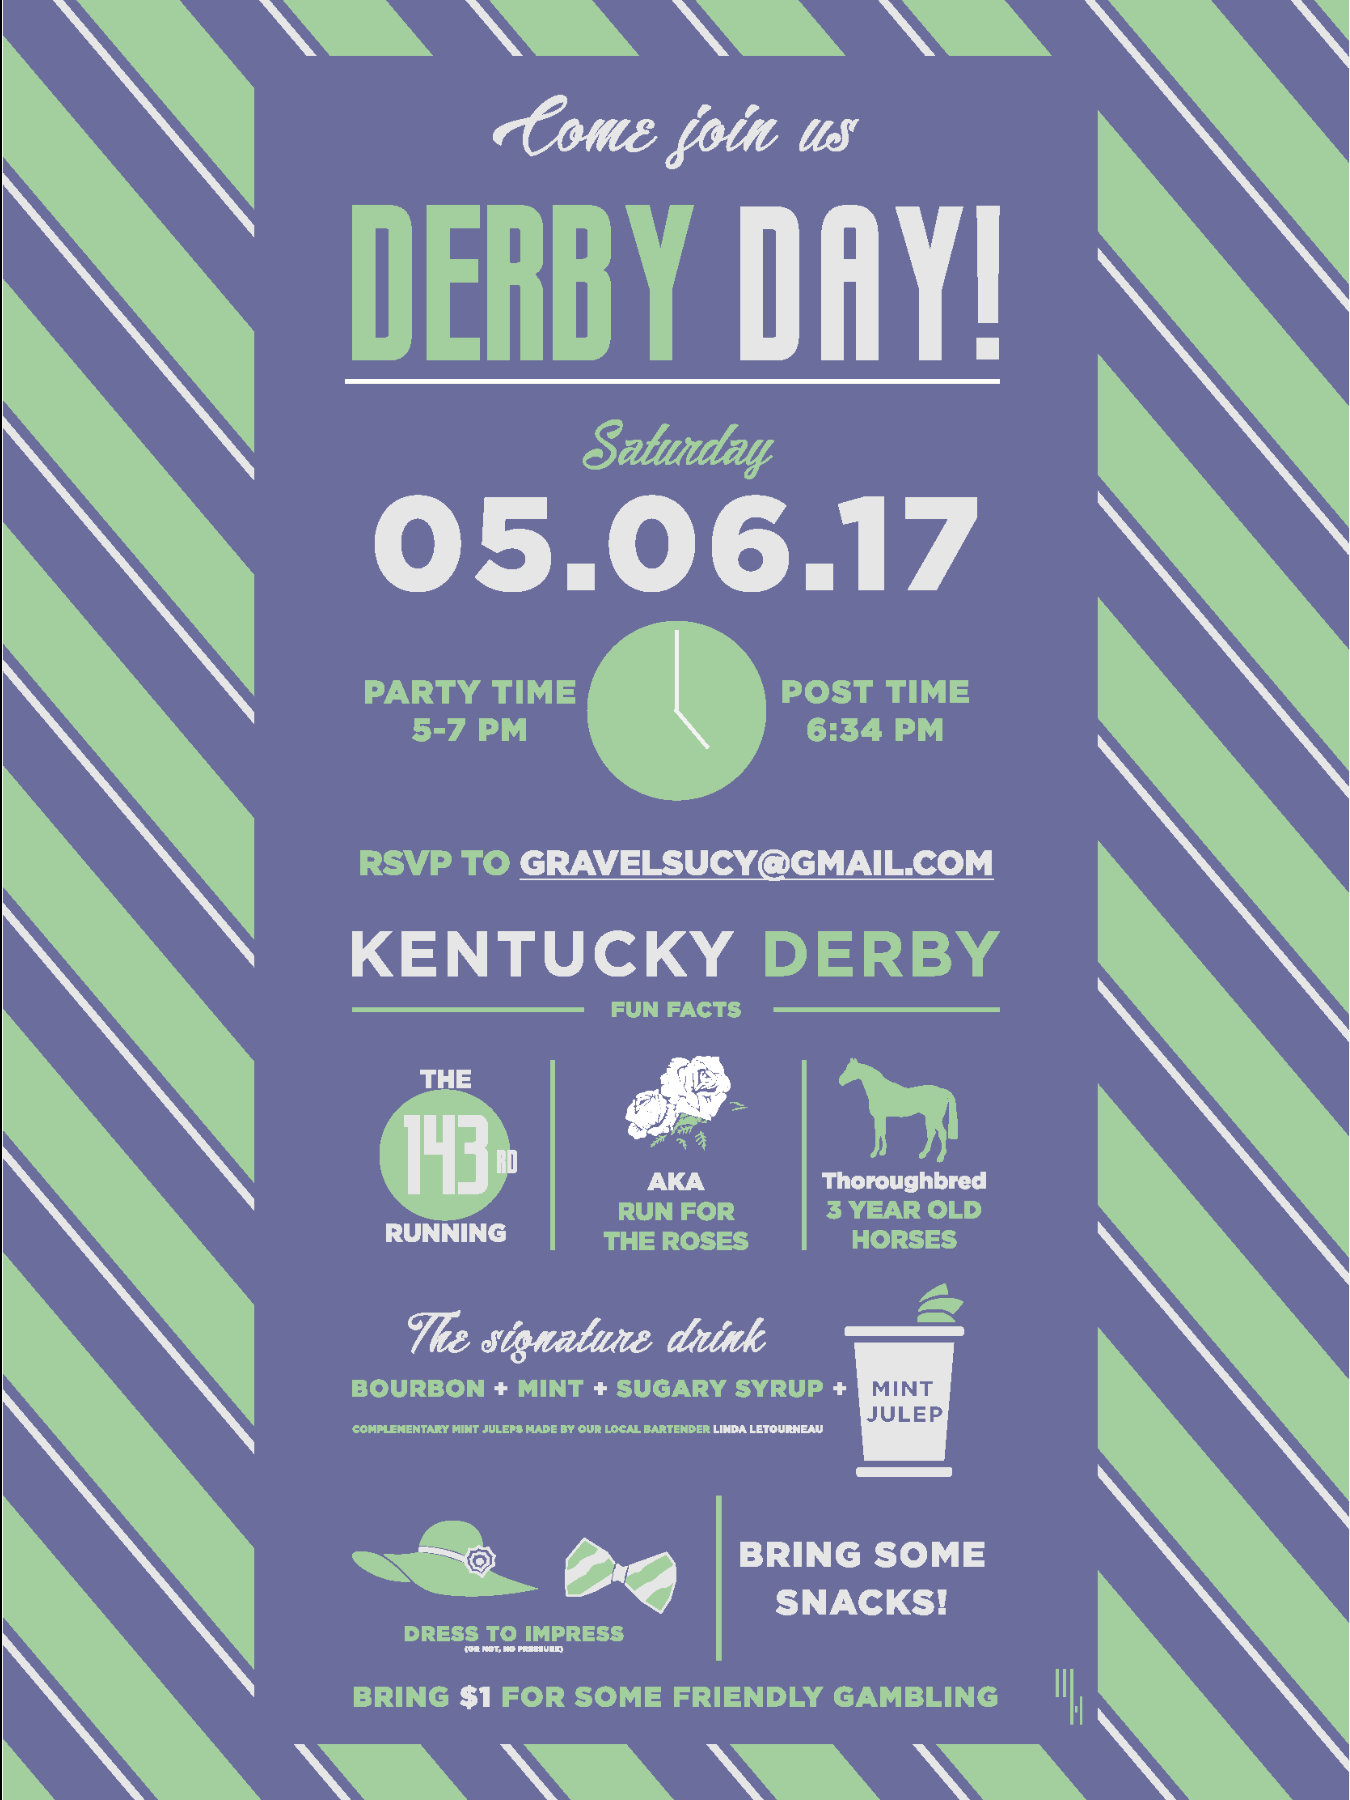 Come join us
DERBY DAY!
Saturday
05.06.17
PARTY TIME
5-7 PM
POST TIME
6:34 PM
RSVP TO GRAVELSUCY@GMAIL.COM
KENTUCKY DERBY
FUN FACTS
THE
143RD
RUNNING
AKA
RUN FOR
THE ROSES
Thoroughbred
3 YEAR OLD
HORSES
The signature drink
BOURBON + MINT + SUGARY SYRUP +
COMPLEMENTARY MINT JULEPS MADE BY OUR LOCAL BARTENDER LINDA LETOURNEAU
MINT
JULEP
DRESS TO IMPRESS
(OR NOT, NO PRESSURE)
BRING SOME
SNACKS!
BRING $1 FOR SOME FRIENDLY GAMBLING